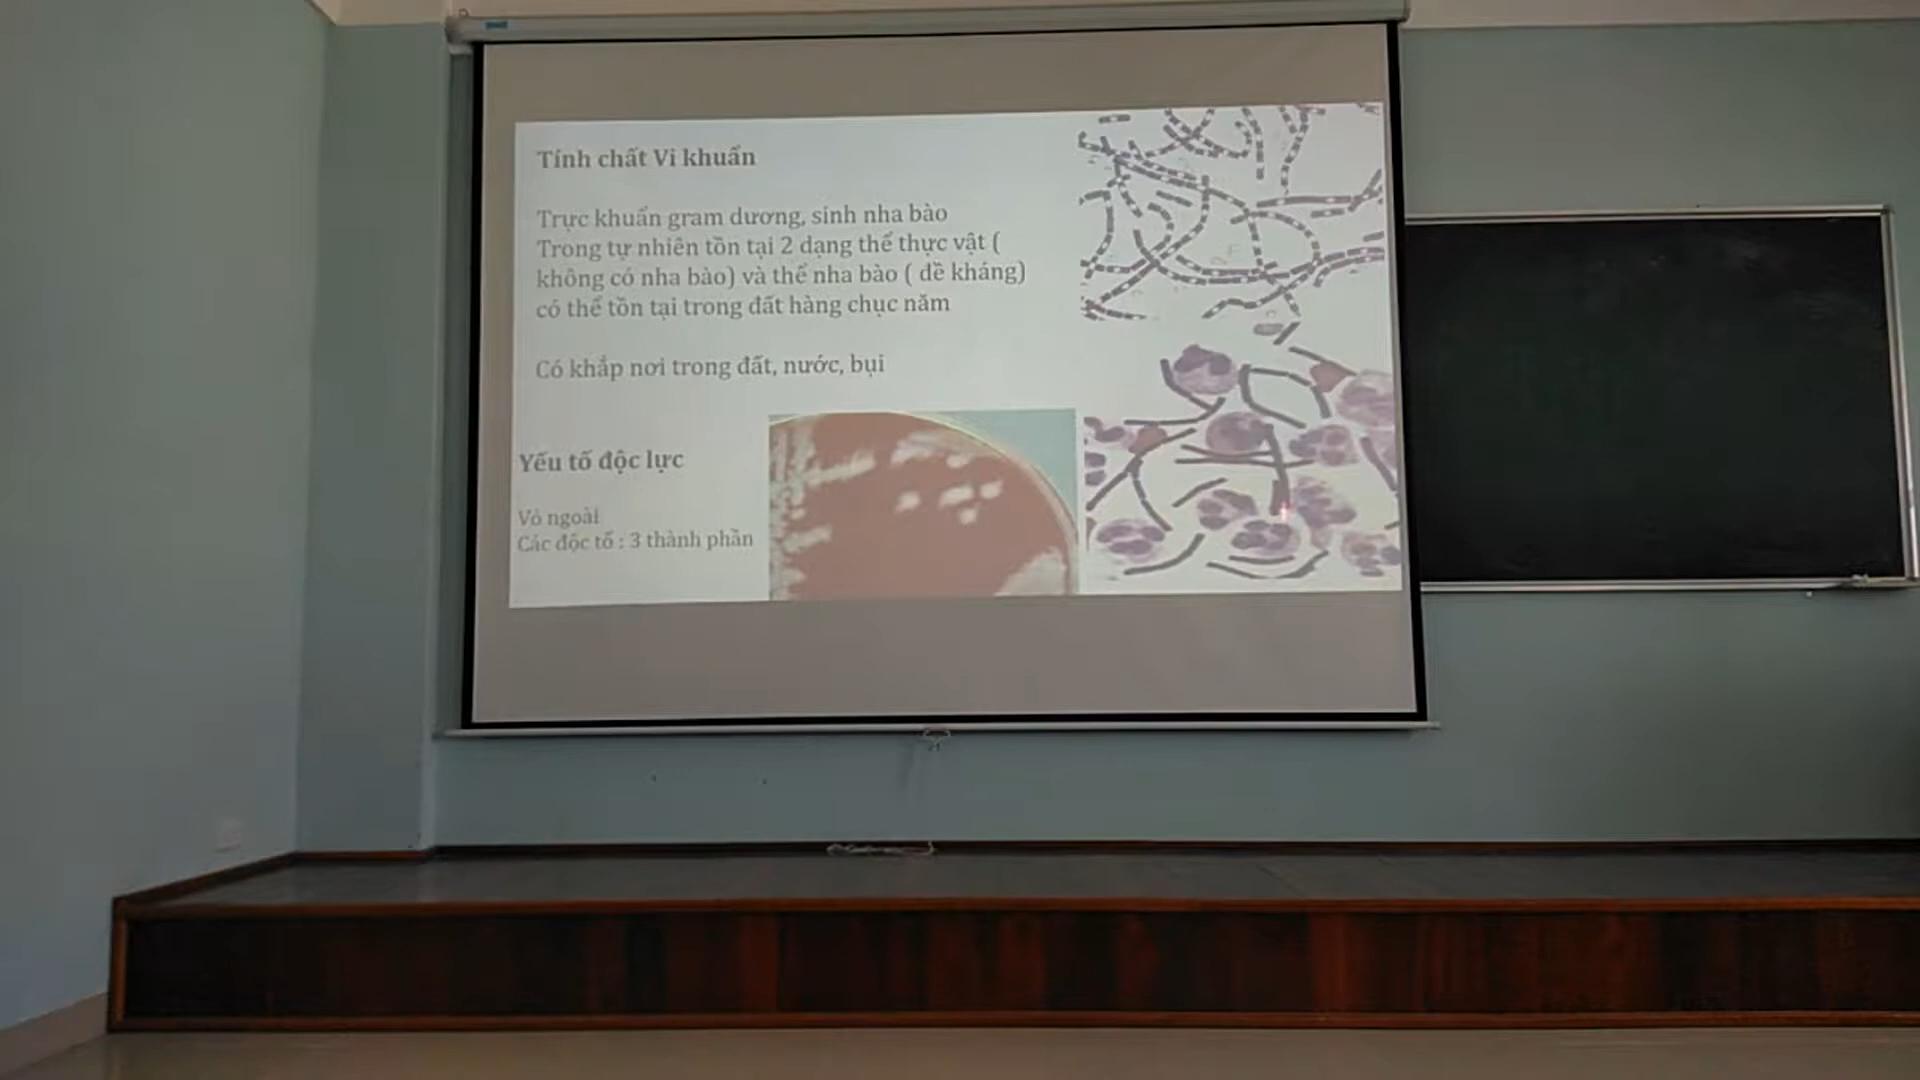 Tính chất Vi khuẩn
Trực khuẩn gram dương, sinh nha bào
Trong tự nhiên tồn tại 2 dạng thể thực vật (
không có nha bào) và thể nha bào ( đề kháng)
có thể tồn tại trong đất hàng chục năm
Có khắp nơi trong đất, nước, bụi
Yếu tố độc lực
Vỏ ngoài
Các độc tố : 3 thành phần